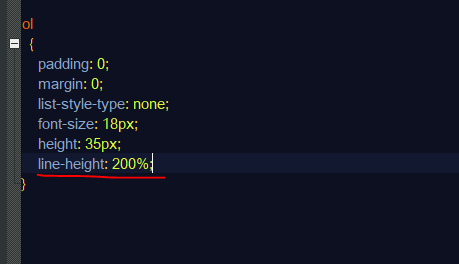 ol
{
padding: 0;
margin: 0;
list-style-type: none;
font-size: 18px;
height: 35px;
line-height: 200%;
}